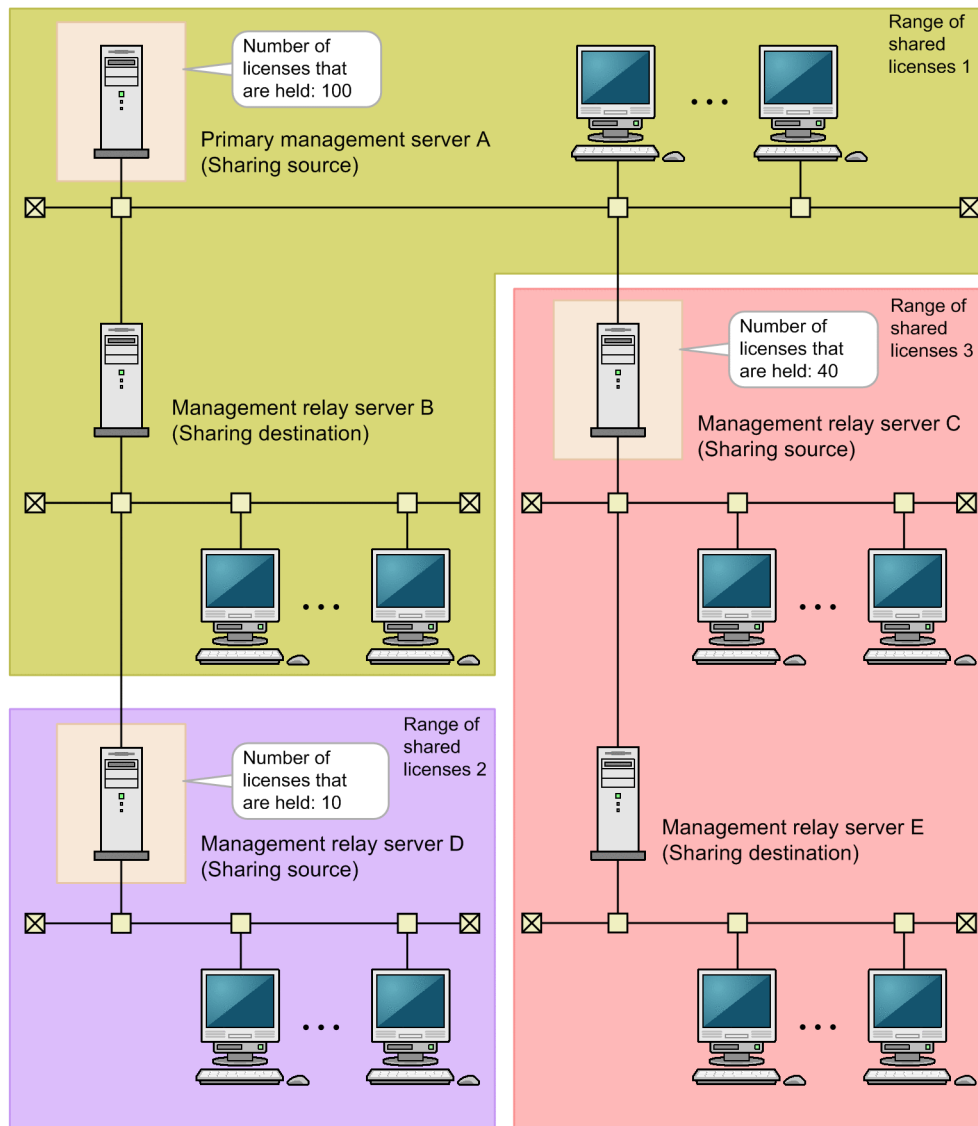 Number of
licenses that
are held: 100
Range of
shared
licenses 1
Primary management server A
(Sharing source)
Range of
shared
licenses 3
Number of
licenses that
are held: 40
Management relay server B
(Sharing destination)
Management relay server C
(Sharing source)
Range of
shared
licenses 2
Number of
licenses that
are held: 10
Management relay server D
(Sharing source)
Management relay server E
(Sharing destination)